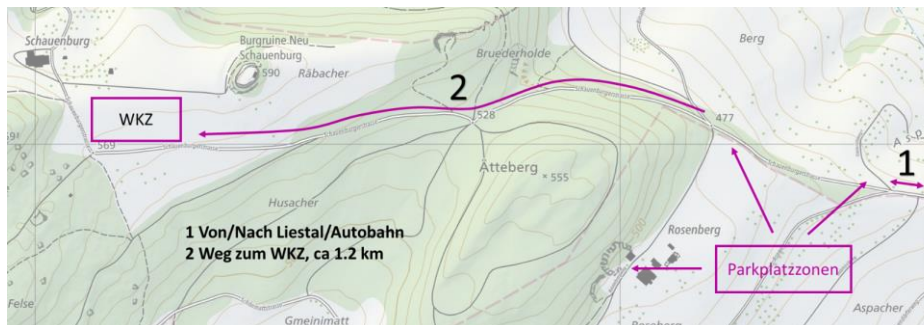 Schauenburg
Burgruine Neu
Schauenburg
590
Räbacher
Bruederholde
Berg
2
WKZ
528
477
1
569
Ätteberg
555
Husacher
1 Von/Nach Liestal/Autobahn
2 Weg zum WKZ, ca 1.2 km
Rosenberg
Parkplatzzonen
Felse
Gmeinimatt
Aspacher